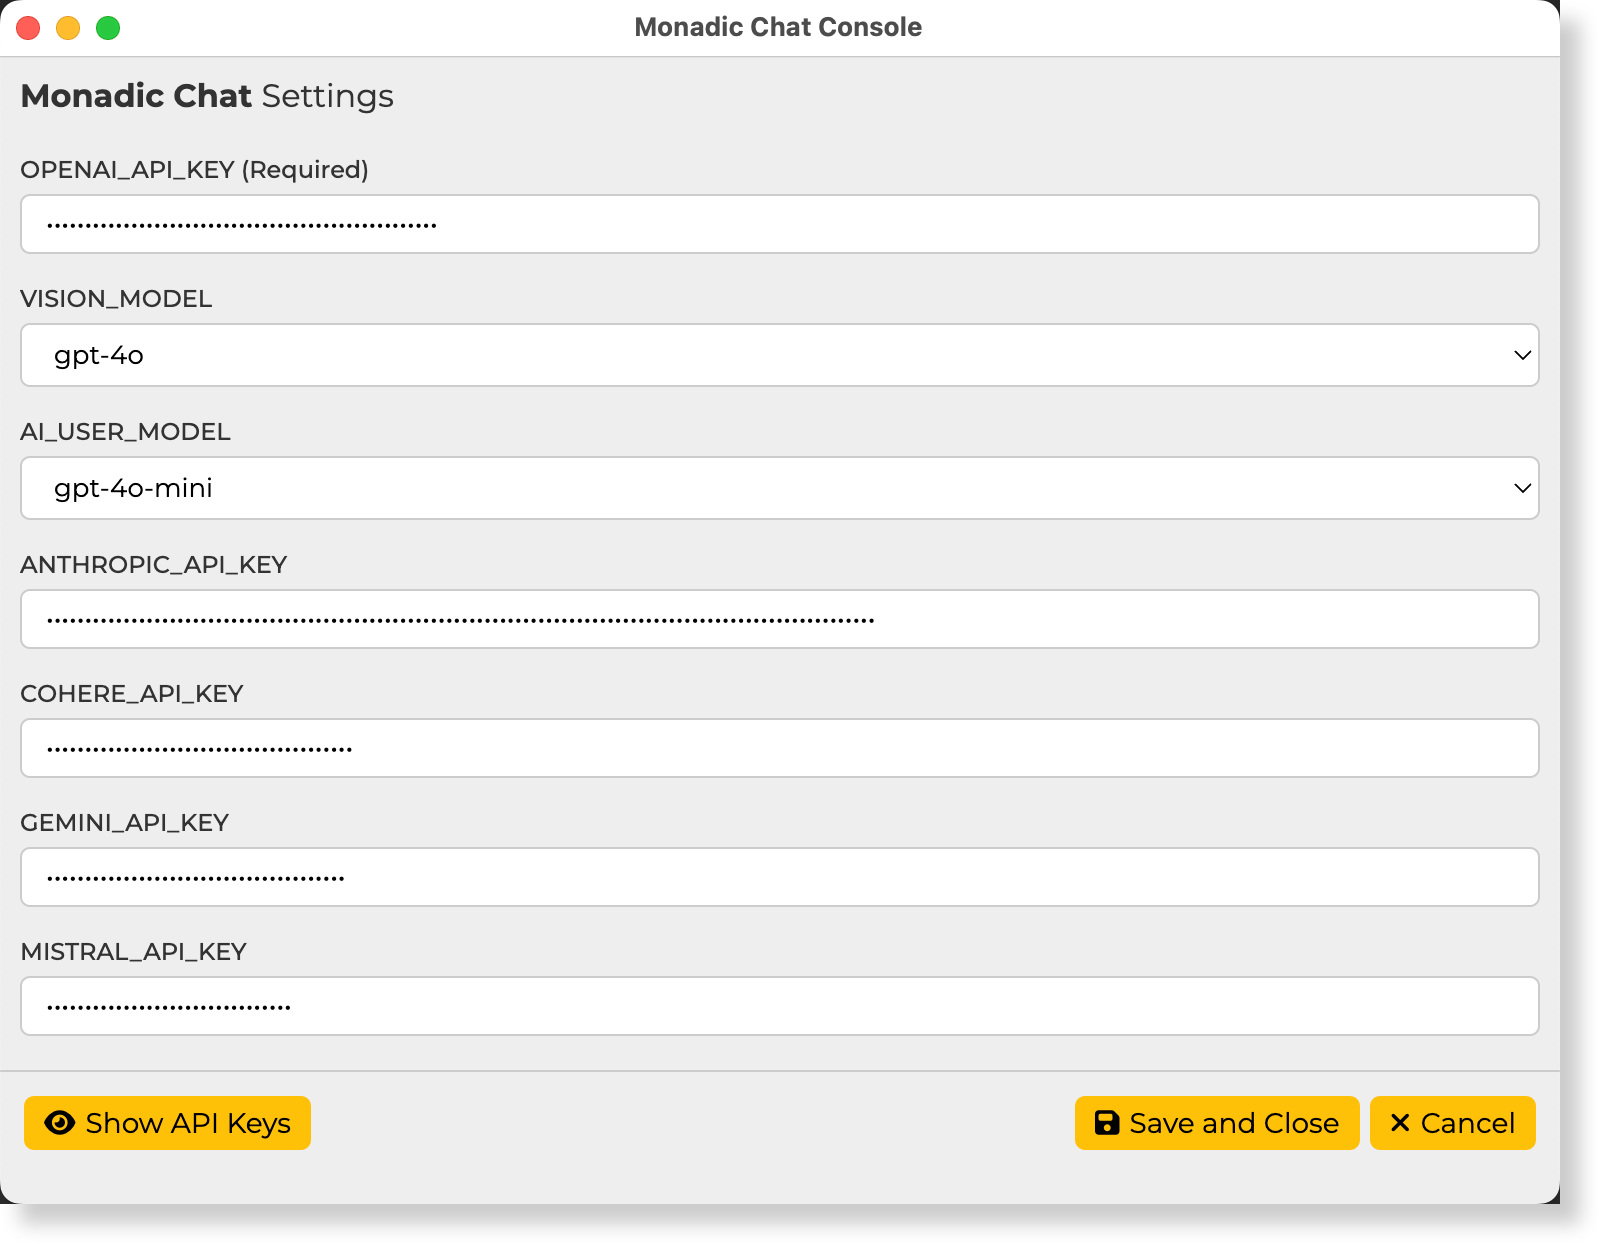 Monadic Chat Console
Monadic Chat Settings
OPENAI_API_KEY (Required)
VISION_MODEL
gpt-4o
AI_USER_MODEL
gpt-4o-mini
ANTHROPIC_API_KEY
COHERE_API_KEY
GEMINI_API_KEY
MISTRAL_API_KEY
Show API Keys
Save and Close
Cancel